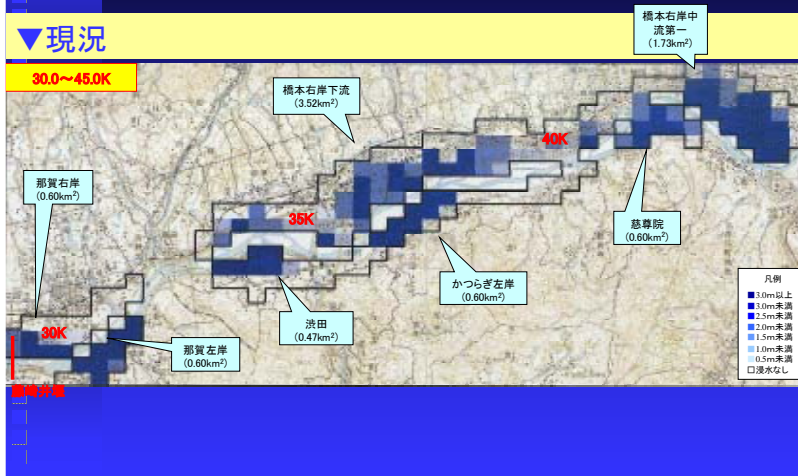 ▼現況
30.0～45.0K
橋本右岸中
流第一
(1.73km²)
橋本右岸下流
(3.52km²)
40K
那賀右岸
(0.60km²)
35K
慈尊院
(0.60km²)
かつらぎ左岸
(0.60km²)
渋田
(0.47km²)
30K
那賀左岸
(0.60km²)
凡例
3.0m以上
3.0m未満
2.5m未満
2.0m未満
1.5m未満
1.0m未満
0.5m未満
浸水なし